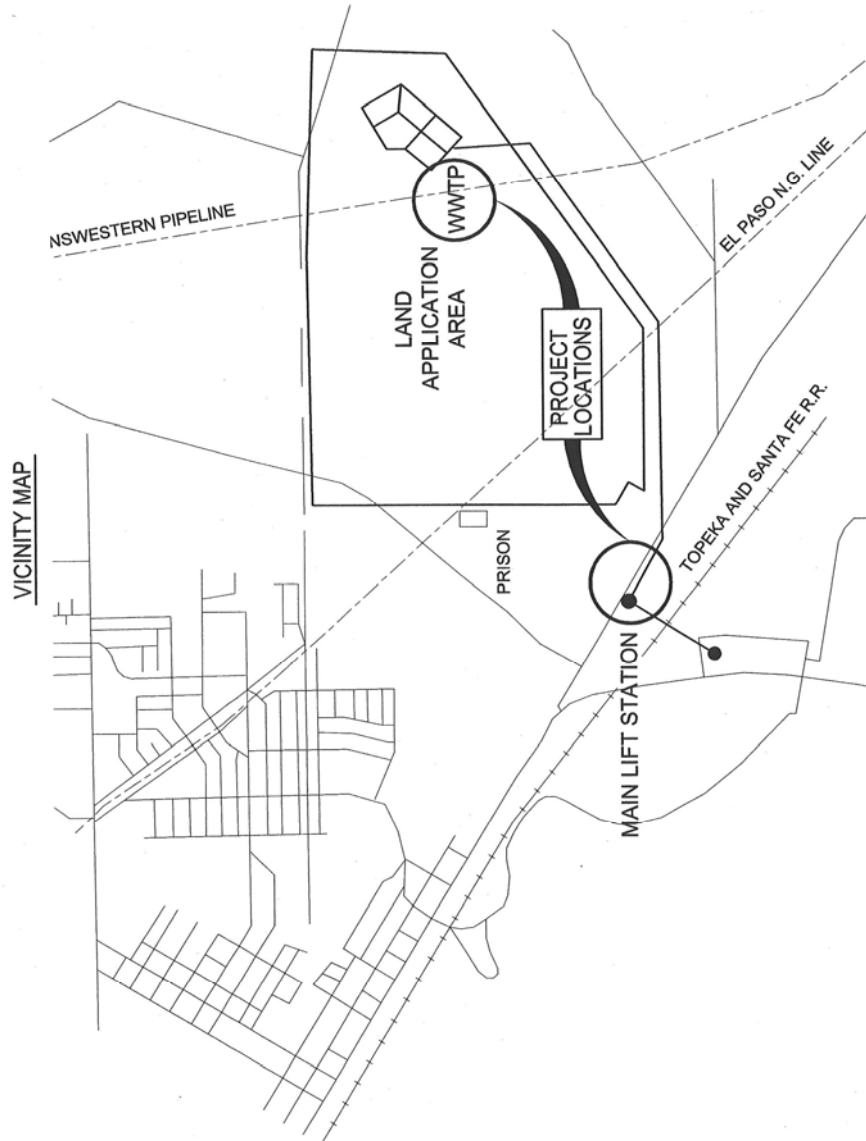 VICINITY MAP
NSWESTERN PIPELINE
LAND
APPLICATION
AREA
WWTP
PROJECT
LOCATIONS
EL PASO N.G. LINE
PRISON
TOPEKA AND SANTA FE R.R.
MAIN LIFT STATION